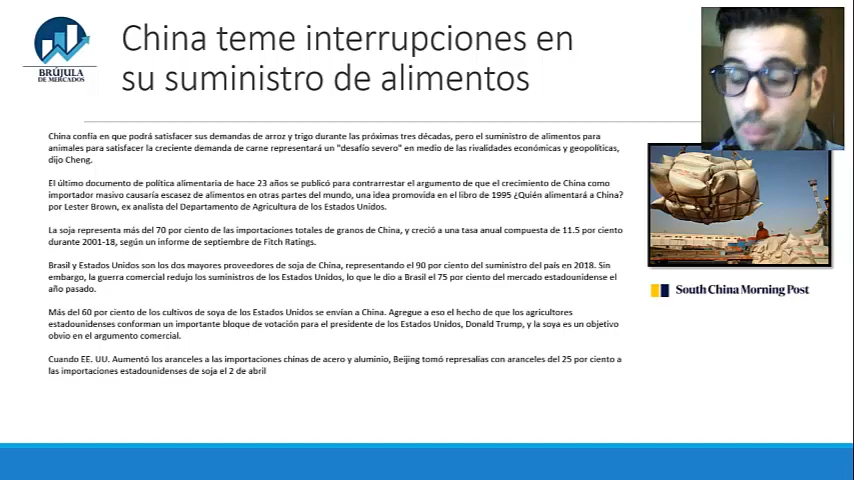 BRÚJULA
DE MERCADOS
China teme interrupciones en
su suministro de alimentos
China confía en que podrá satisfacer sus demandas de arroz y trigo durante las próximas tres décadas, pero el suministro de alimentos para
animales para satisfacer la creciente demanda de carne representará un "desafío severo" en medio de las rivalidades económicas y geopolíticas,
dijo Cheng.
El último documento de política alimentaria de hace 23 años se publicó para contrarrestar el argumento de que el crecimiento de China como
importador masivo causaría escasez de alimentos en otras partes del mundo, una idea promovida en el libro de 1995 ¿Quién alimentará a China?
por Lester Brown, ex analista del Departamento de Agricultura de los Estados Unidos.
La soja representa más del 70 por ciento de las importaciones totales de granos de China, y creció a una tasa anual compuesta de 11.5 por ciento
durante 2001-18, según un informe de septiembre de Fitch Ratings.
Brasil y Estados Unidos son los dos mayores proveedores de soja de China, representando el 90 por ciento del suministro del país en 2018. Sin
embargo, la guerra comercial redujo los suministros de los Estados Unidos, lo que le dio a Brasil el 75 por ciento del mercado estadounidense el
año pasado.
Más del 60 por ciento de los cultivos de soya de los Estados Unidos se envían a China. Agregue a eso el hecho de que los agricultores
estadounidenses conforman un importante bloque de votación para el presidente de los Estados Unidos, Donald Trump, y la soya es un objetivo
obvio en el argumento comercial.
Cuando EE. UU. Aumentó los aranceles a las importaciones chinas de acero y aluminio, Beijing tomó represalias con aranceles del 25 por ciento a
las importaciones estadounidenses de soja el 2 de abril
South China Morning Post